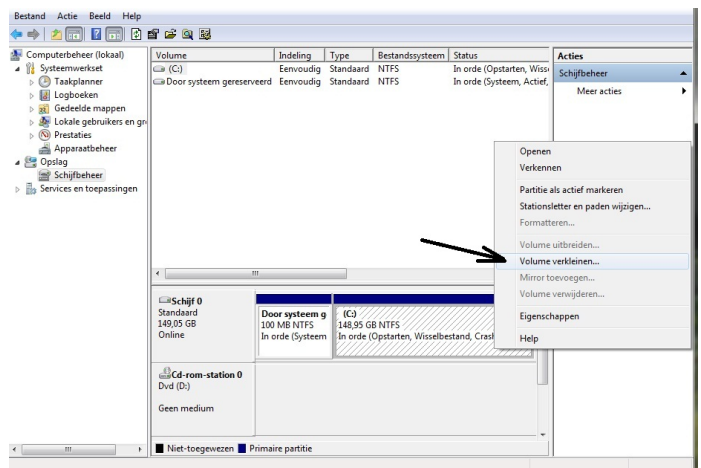 Bestand Actie Beeld Help
Computerbeheer (lokaal)
Systeemwerkset
Taakplanner
Logboeken
Gedeelde mappen
Lokale gebruikers en gr
Prestaties
Apparaatbeheer
Opslag
Schijfbeheer
Services en toepassingen
Volume Indeling Type Bestandssysteem Status
(C:) Eenvoudig Standaard NTFS In orde (Opstarten, Wiss
Door systeem gereserveerd Eenvoudig Standaard NTFS In orde (Systeem, Actief,
Acties
Schijfbeheer
Meer acties
Openen
Verkennen
Partitie als actief markeren
Stationsletter en paden wijzigen...
Formatteren...
Volume uitbreiden...
Volume verkleinen...
Mirror toevoegen...
Volume verwijderen...
Eigenschappen
Help
Schijf 0
Standaard
149,05 GB
Online
Door systeem g
100 MB NTFS
In orde (Systeem
(C:)
148,95 GB NTFS
In orde (Opstarten, Wisselbestand, Cras
Cd-rom-station 0
Dvd (D:)
Geen medium
Niet-toegewezen Primaire partitie